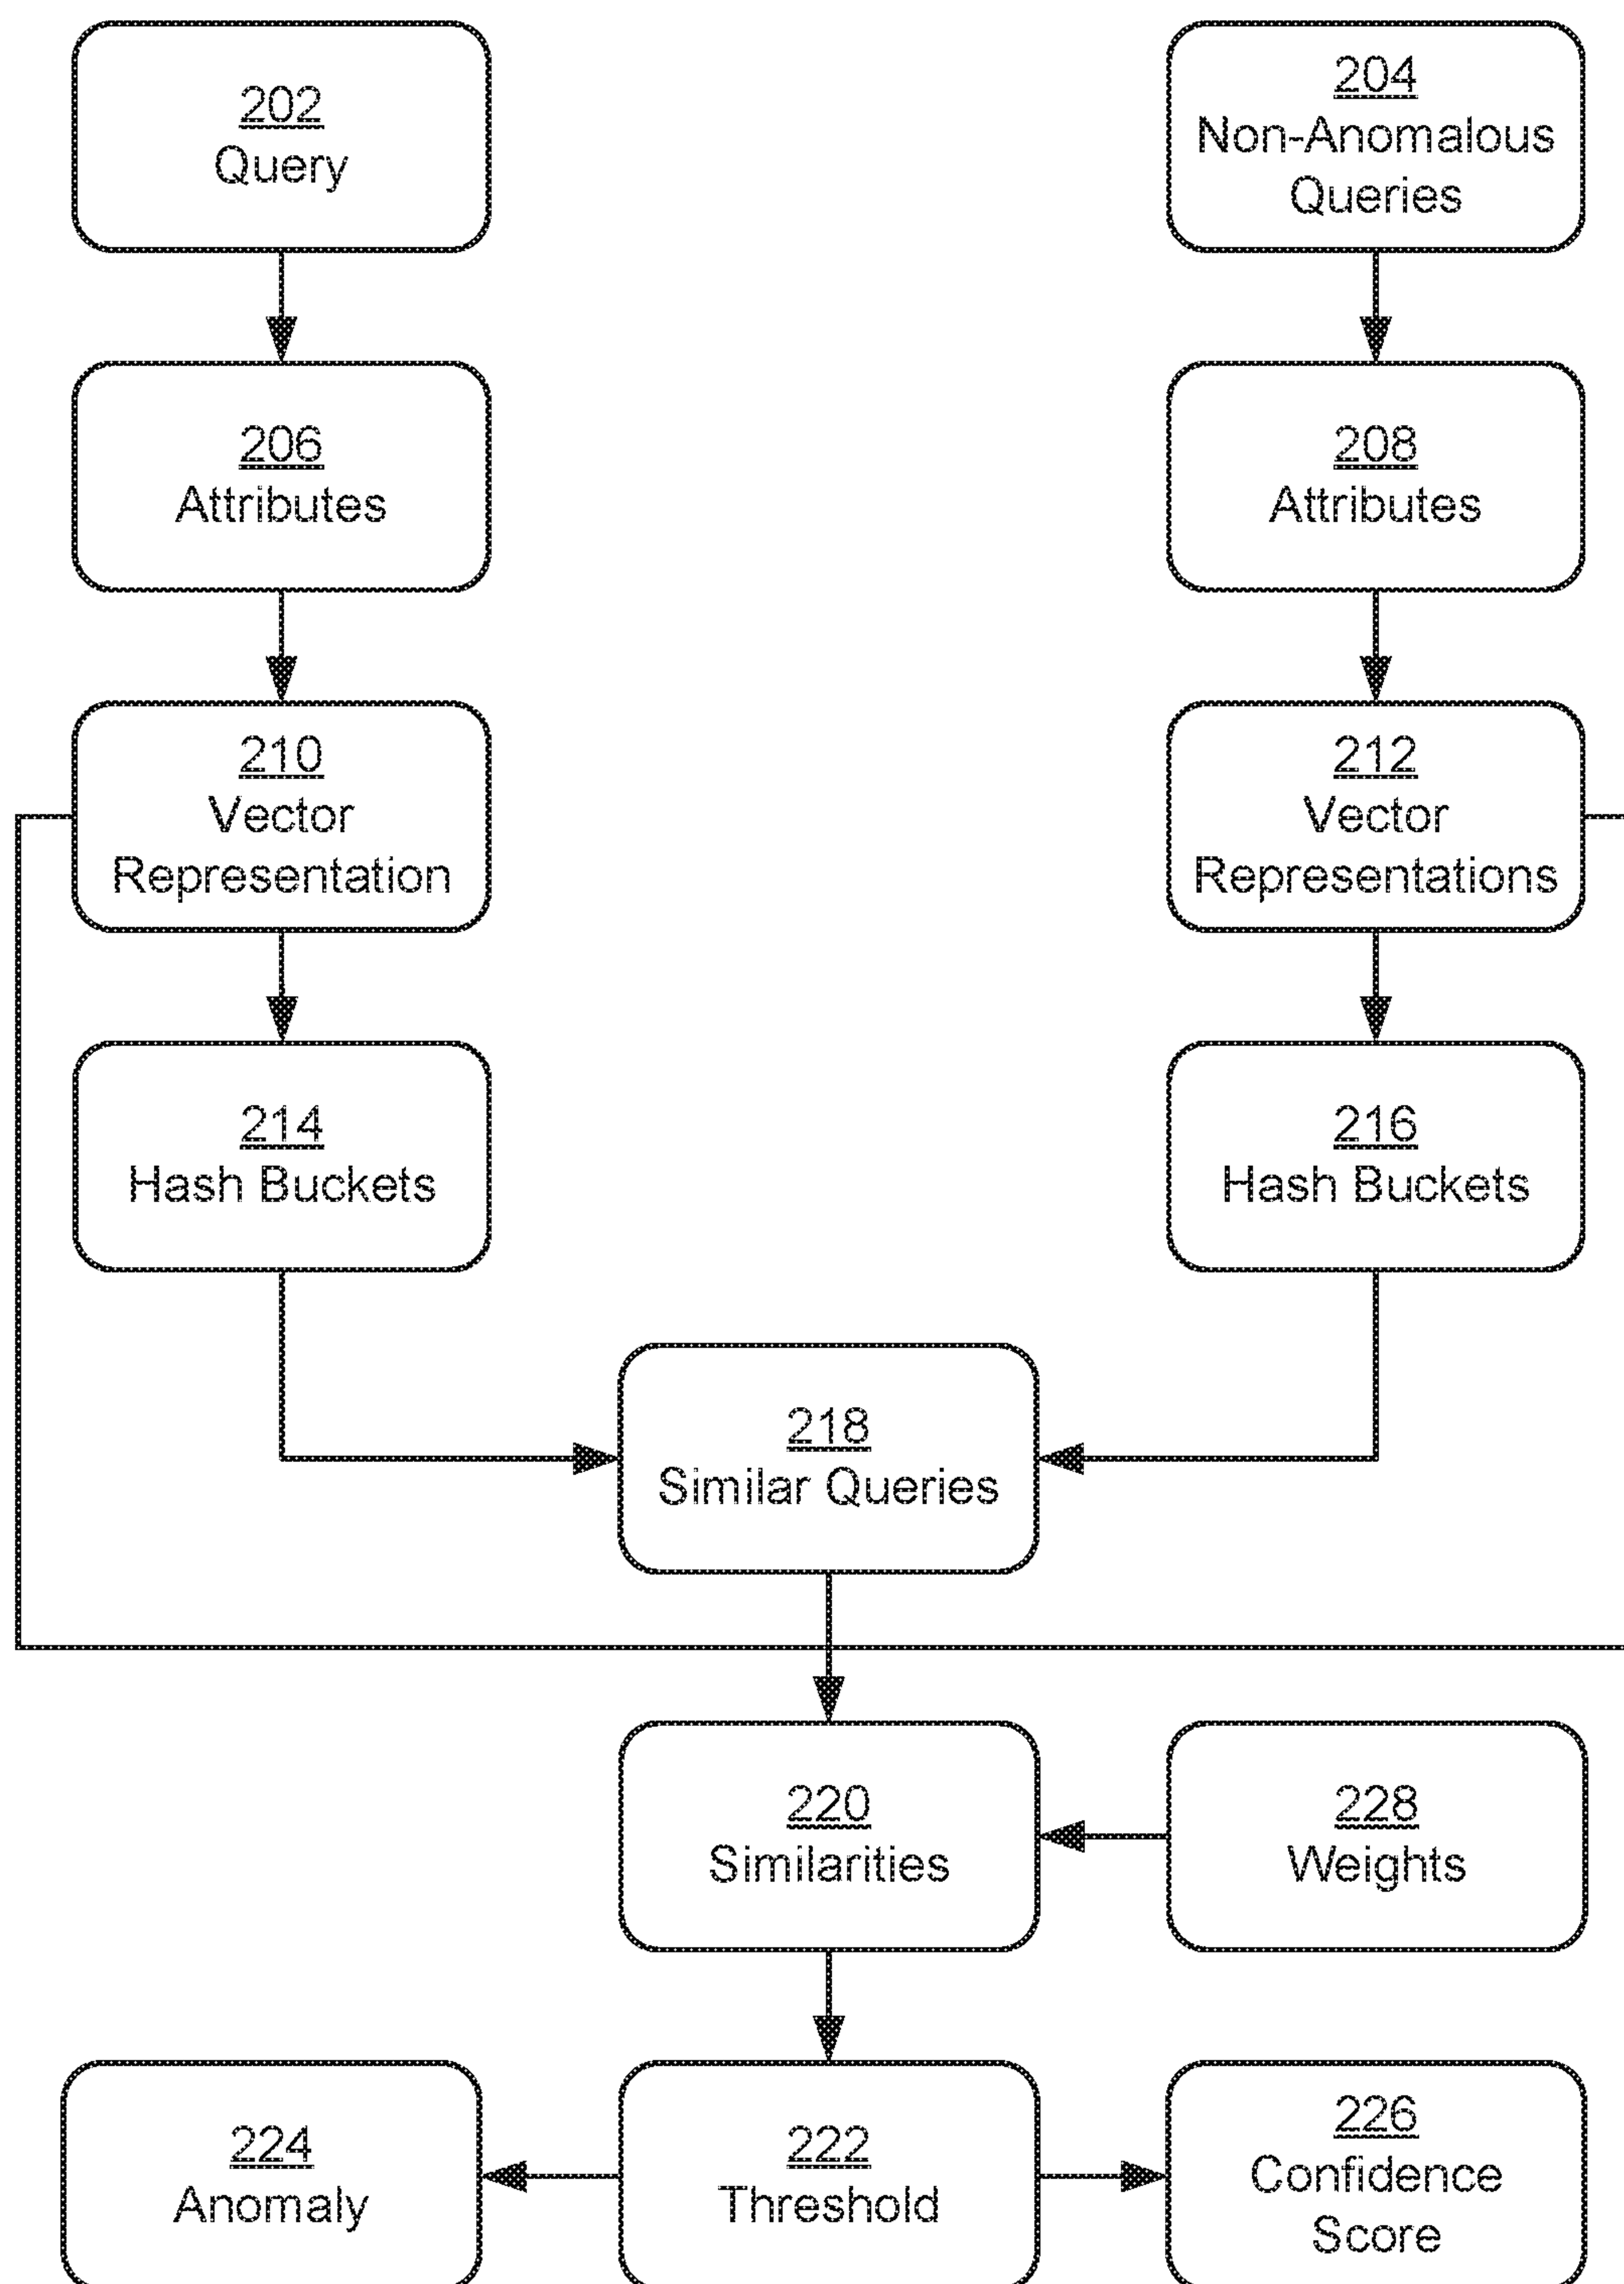 202
Query
204
Non-Anomalous
Queries
206
Attributes
208
Attributes
210
Vector
Representation
212
Vector
Representations
214
Hash Buckets
216
Hash Buckets
218
Similar Queries
220
Similarities
228
Weights
224
Anomaly
222
Threshold
226
Confidence
Score